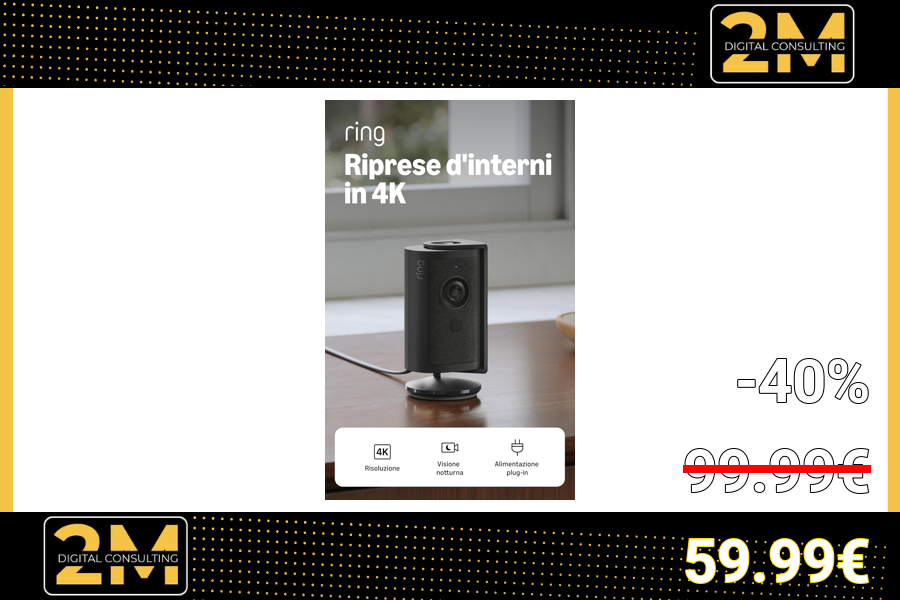 2M
DIGITAL CONSULTING
ring
Riprese d'interni
in 4K
ring
4K
Risoluzione
Visione
notturna
Alimentazione
plug-in
-40%
99.99€
2M
DIGITAL CONSULTING
59.99€